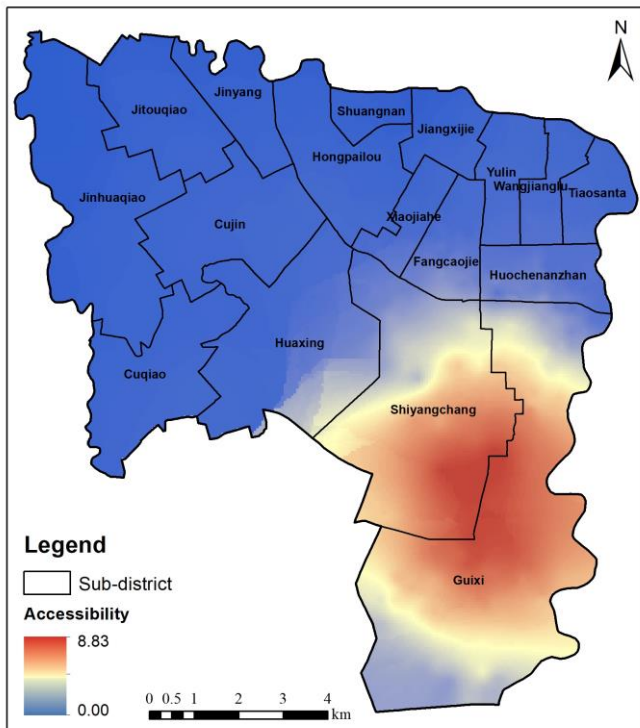 N
Jinyang
Jitouqiao
Shuangnan
Jiangxijie
Hongpailou
Yulin
Wangjianglu
Tiaosanta
Jinhuaqiao
Cujin
Xiaojiahe
Fangcaojie
Huochenanzhan
Huaxing
Cuqiao
Shiyangchang
Guixi
Legend
Sub-district
Accessibility
8.83
0.00
0 0.5 1 2 3 4
km